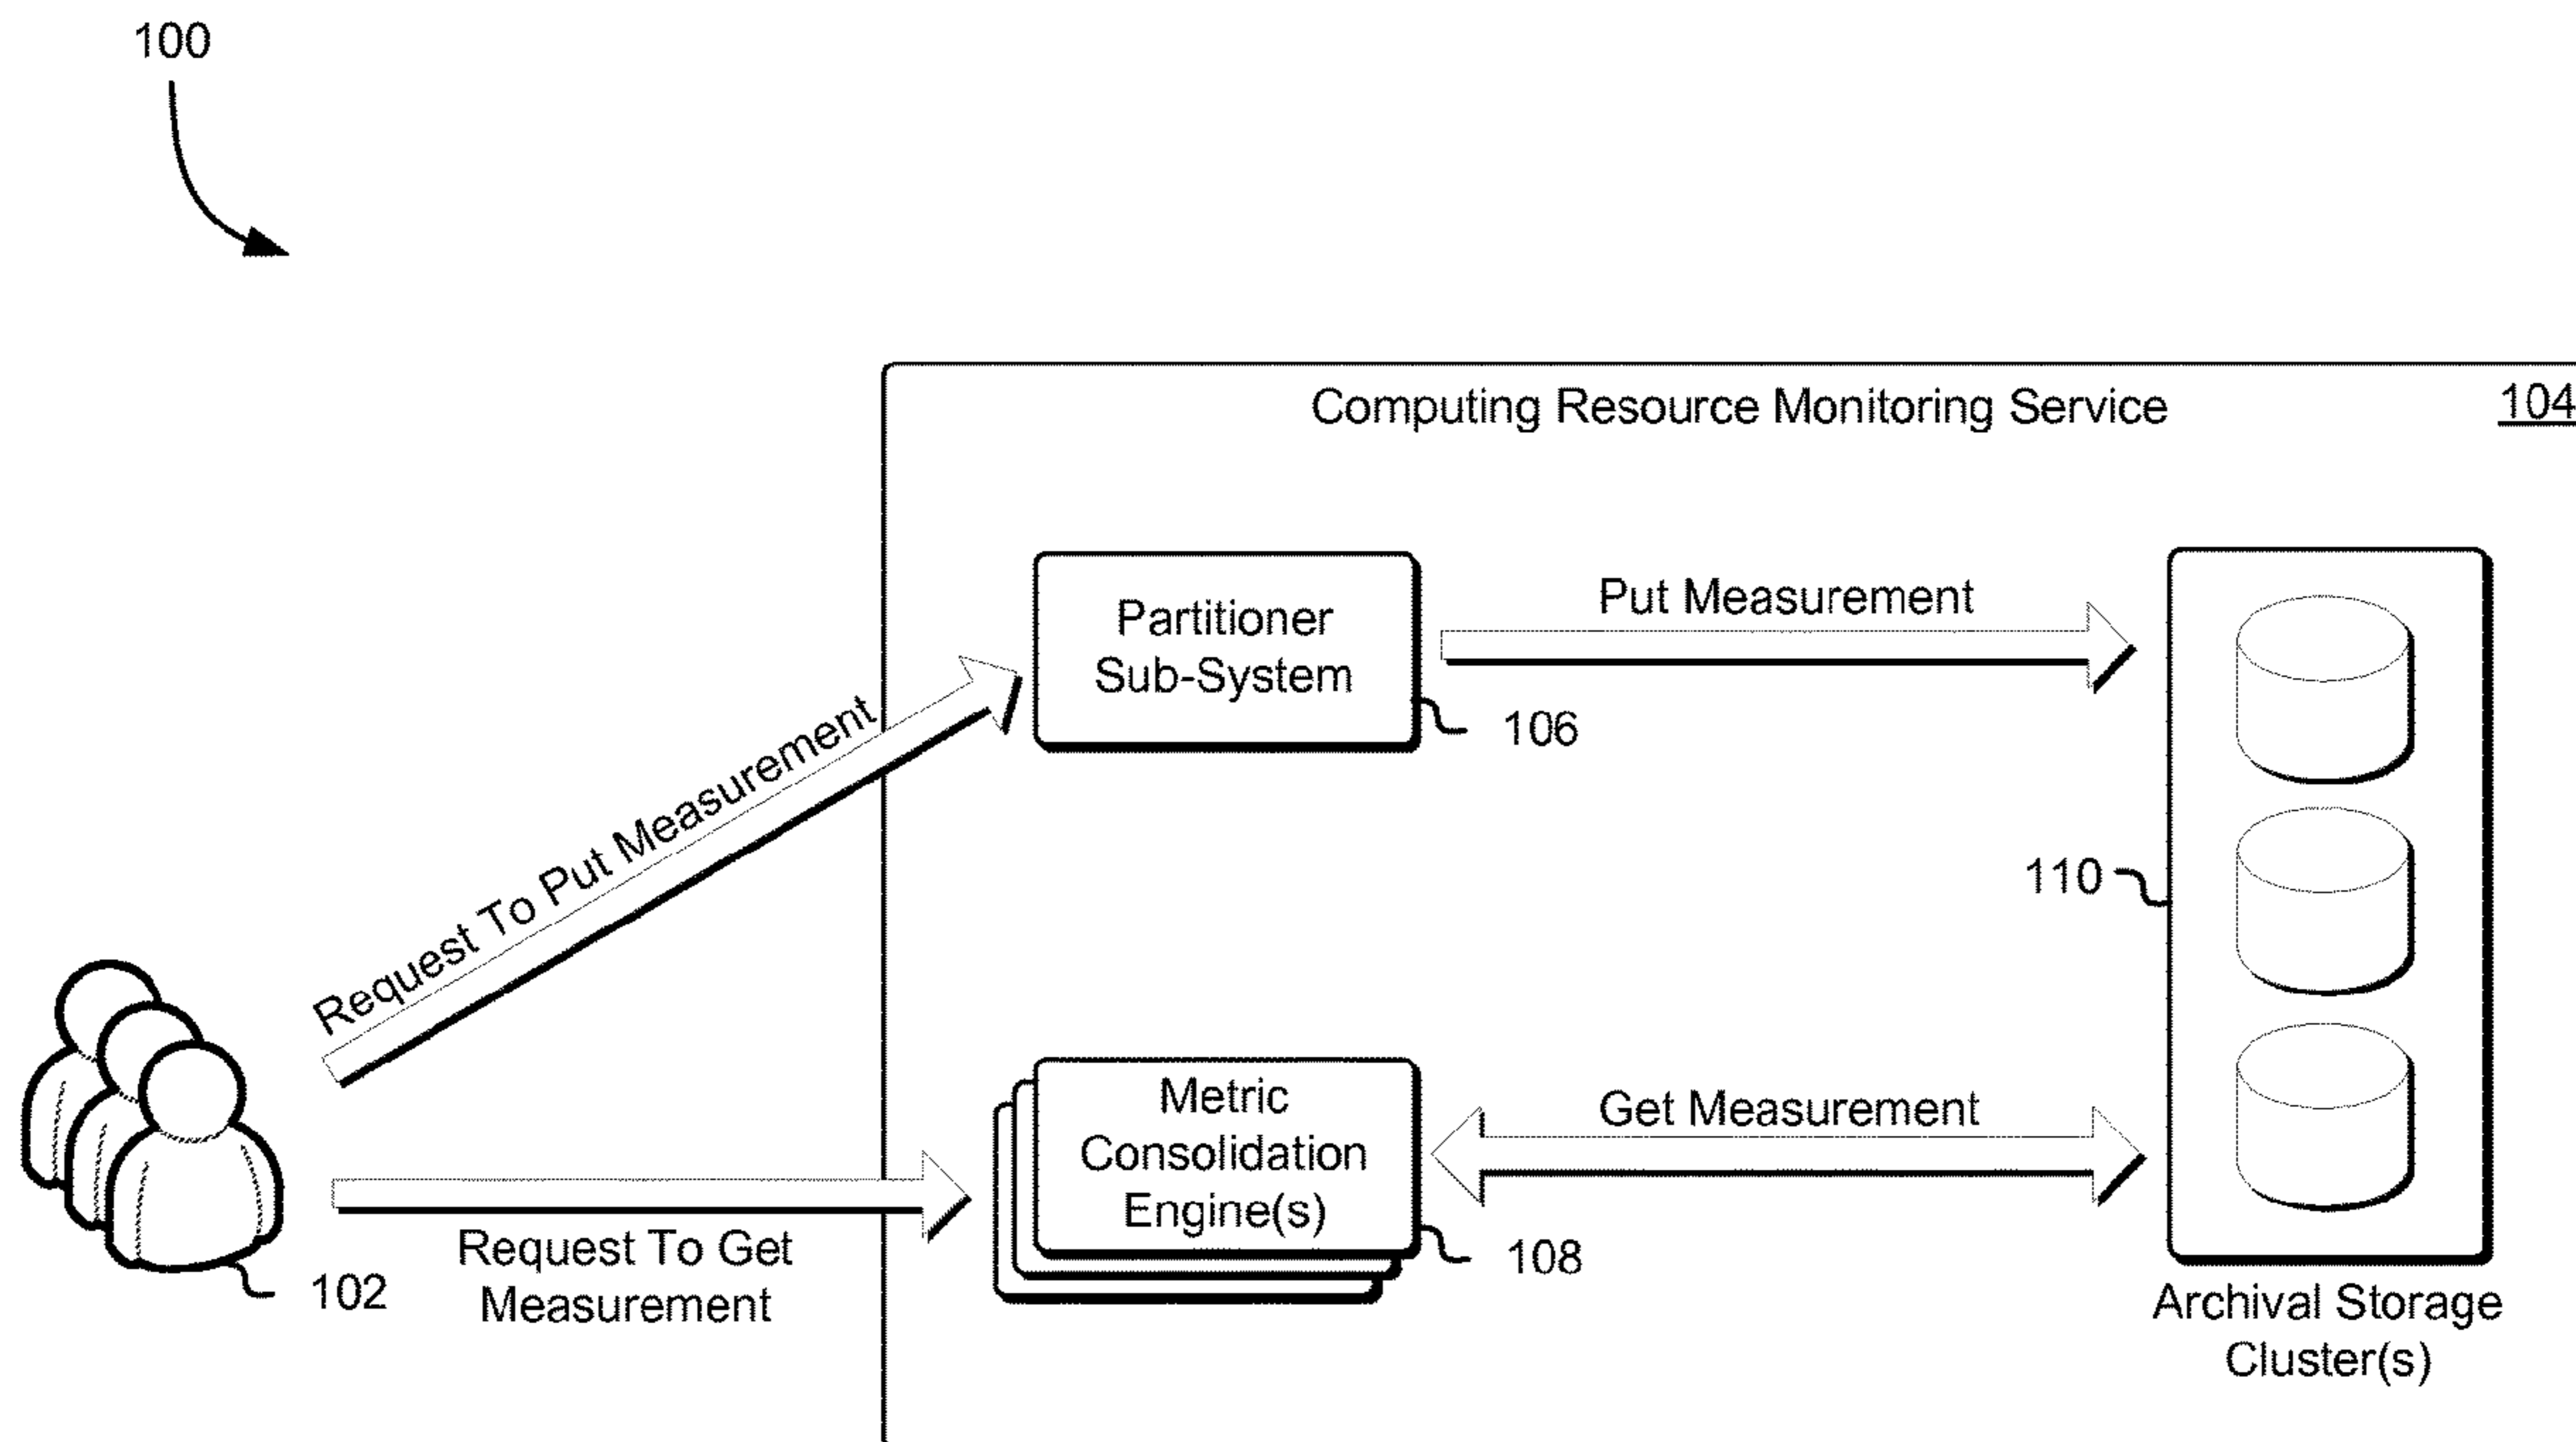 100
Computing Resource Monitoring Service
104
Partitioner
Sub-System
106
Put Measurement
Request To Put Measurement
110
Metric
Consolidation
Engine(s)
108
Get Measurement
102
Request To Get
Measurement
Archival Storage
Cluster(s)